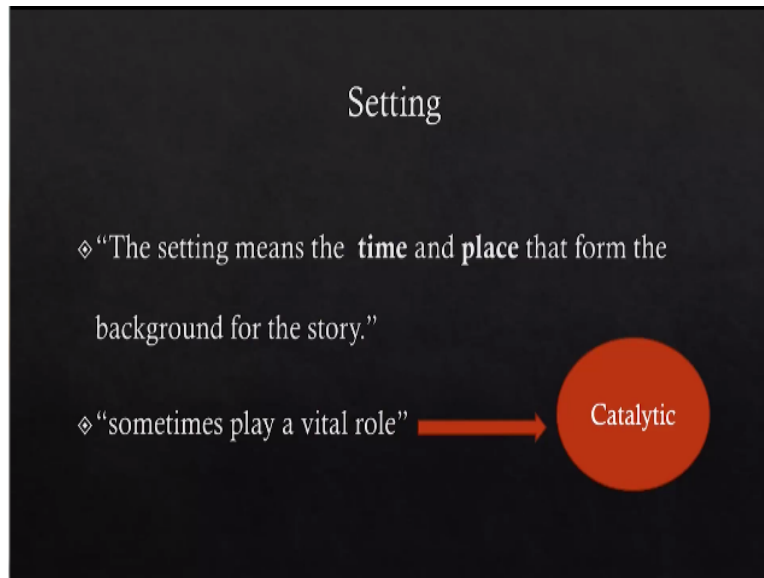 Setting
“The setting means the time and place that form the
background for the story.”
“sometimes play a vital role”
Catalytic